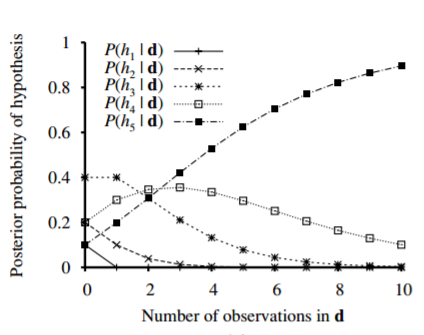 Posterior probability of hypothesis
1
0.8
0.6
0.4
0.2
0
P(h₁ | d)
P(h₂ | d)
P(h₃ | d)
P(h₄ | d)
P(h₅ | d)
0 2 4 6 8 10
Number of observations in d